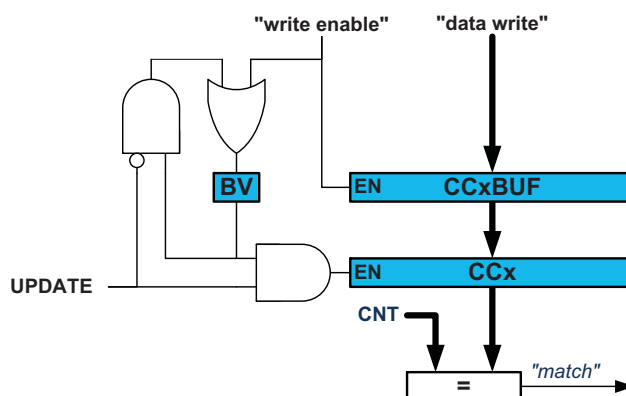 "write enable"
"data write"
BV
EN
CCxBUF
EN
CCx
UPDATE
CNT
=
"match"